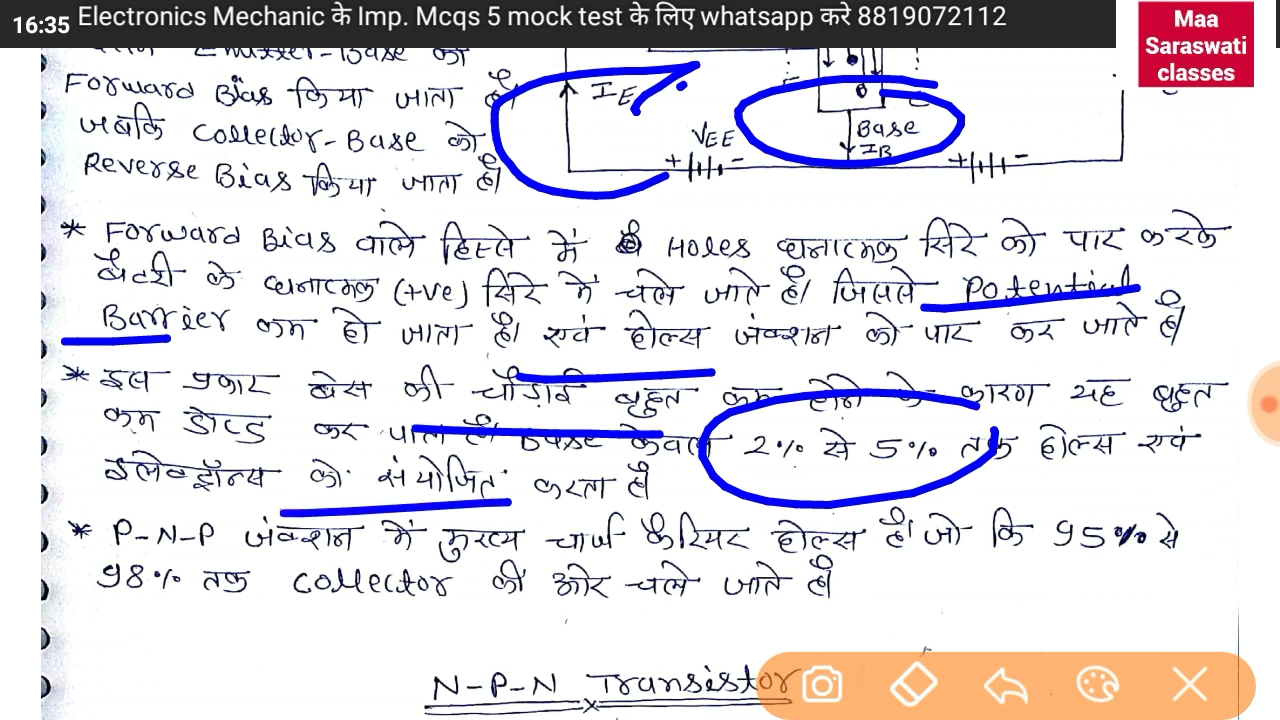 16:35
Electronics Mechanic के Imp. Mcqs 5 mock test के लिए whatsapp करे 8819072112
Maa
Saraswati
classes
Emitter-Base को
Forward Bias किया जाता है।
जबकि Collector-Base को
Reverse Bias किया जाता है।
IE
VEE
+ -
Base
IB
+ -
* Forward Bias वाले हिस्से में Holes धनात्मक सिरे को पार करके
बैटरी के धनात्मक (+ve) सिरे में चले जाते है। जिससे Potential
Barrier कम हो जाता है। एवं होल्स जंक्शन को पार कर जाते है।
* इस प्रकार बेस की चौड़ाई बहुत कम होने के कारण यह बहुत
कम होल्ड कर पाता है। Base केवल 2% से 5% तक होल्स एवं
इलेक्ट्रॉन्स को संयोजित करता है
* P-N-P जंक्शन में मुख्य चार्ज कैरियर होल्स है। जो कि 95% से
98% तक Collector की ओर चले जाते है।
N-P-N Transistor